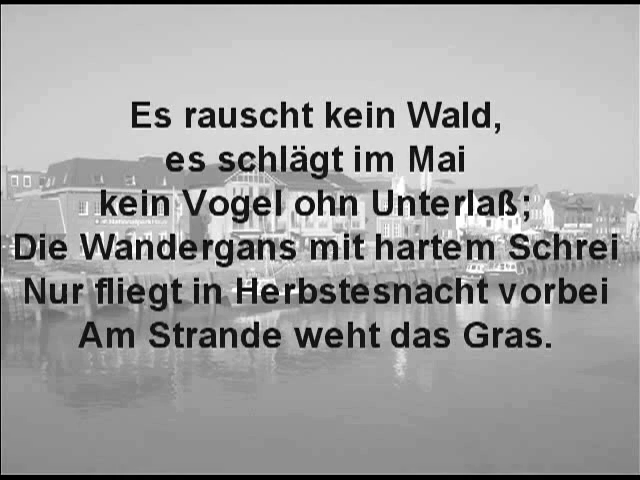 Es rauscht kein Wald,
es schlägt im Mai
kein Vogel ohn Unterlaß;
Die Wandergans mit hartem Schrei
Nur fliegt in Herbstesnacht vorbei
Am Strande weht das Gras.